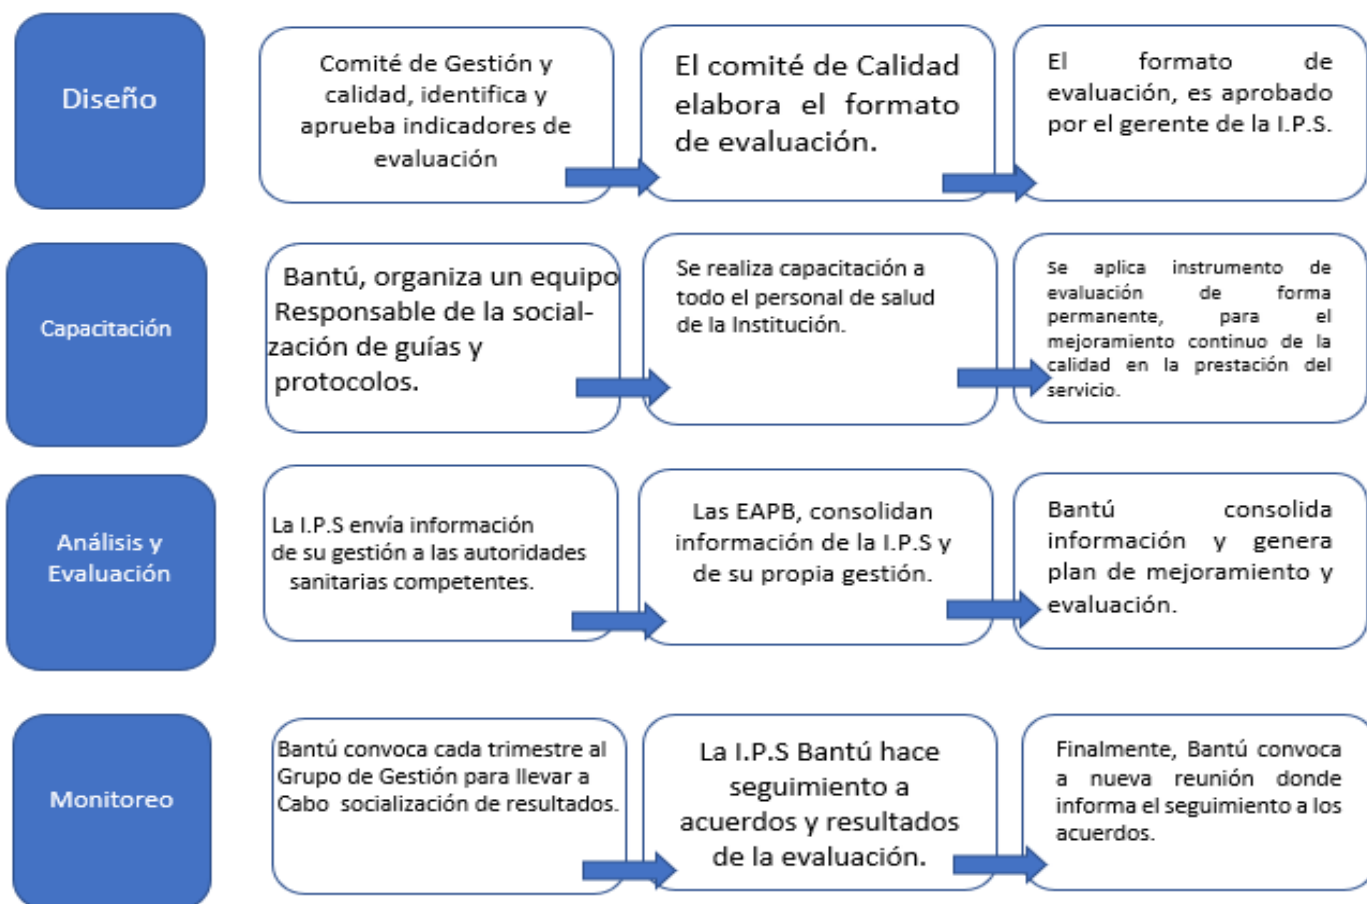 Diseño
Comité de Gestión y
calidad, identifica y
aprueba indicadores de
evaluación
El comité de Calidad
elabora el formato
de evaluación.
El formato de
evaluación, es aprobado
por el gerente de la I.P.S.
Capacitación
Bantú, organiza un equipo
Responsable de la social-
zación de guías y
protocolos.
Se realiza capacitación a
todo el personal de salud
de la Institución.
Se aplica instrumento de
evaluación de forma
permanente, para el
mejoramiento continuo de la
calidad en la prestación del
servicio.
Análisis y
Evaluación
La I.P.S envía información
de su gestión a las autoridades
sanitarias competentes.
Las EAPB, consolidan
información de la I.P.S y
de su propia gestión.
Bantú consolida
información y genera
plan de mejoramiento y
evaluación.
Monitoreo
Bantú convoca cada trimestre al
Grupo de Gestión para llevar a
Cabo socialización de resultados.
La I.P.S Bantú hace
seguimiento a
acuerdos y resultados
de la evaluación.
Finalmente, Bantú convoca
a nueva reunión donde
informa el seguimiento a los
acuerdos.